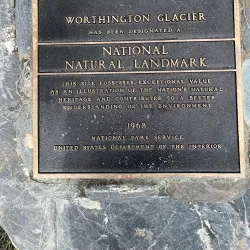 WORTHINGTON GLACIER
HAS BEEN DESIGNATED A
NATIONAL
NATURAL LANDMARK
THIS SITE POSSESSES EXCEPTIONAL VALUE
AS AN ILLUSTRATION OF THE NATION'S NATURAL
HERITAGE AND CONTRIBUTES TO A BETTER
UNDERSTANDING OF THE ENVIRONMENT
1968
NATIONAL PARK SERVICE
UNITED STATES DEPARTMENT OF THE INTERIOR